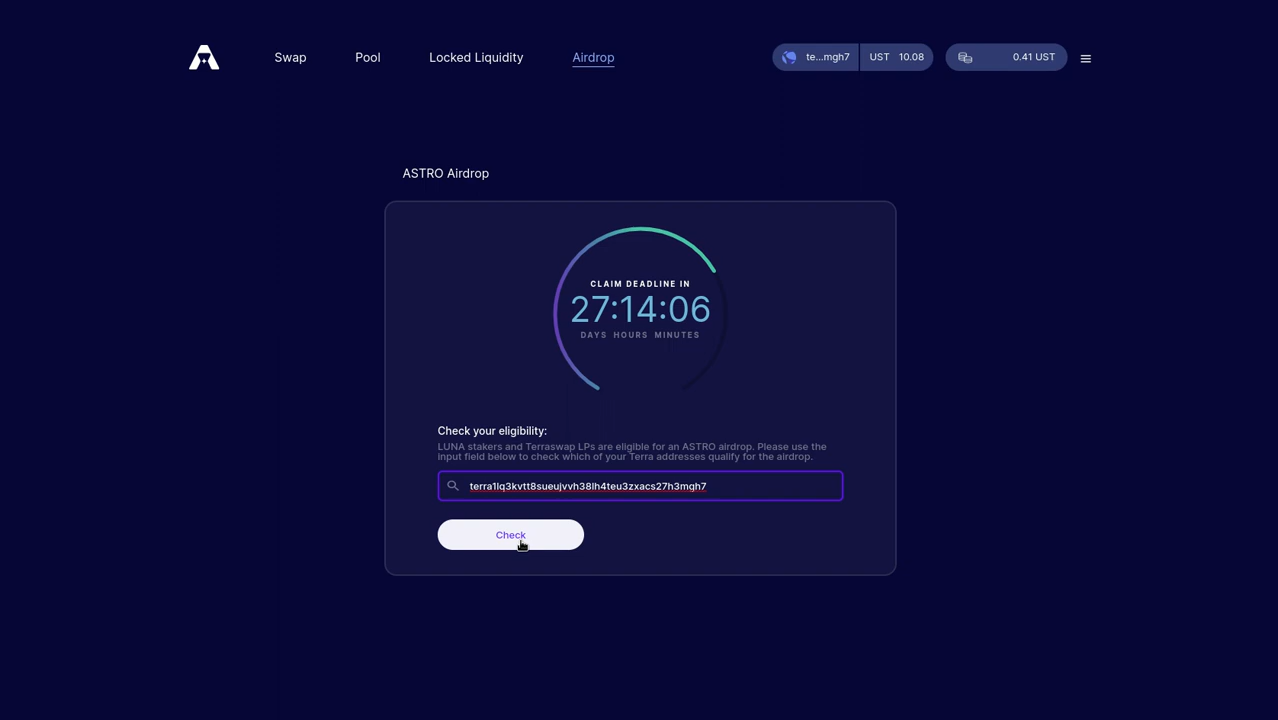 Swap
Pool
Locked Liquidity
Airdrop
te...mgh7
UST 10.08
0.41 UST
ASTRO Airdrop
CLAIM DEADLINE IN
27:14:06
DAYS HOURS MINUTES
Check your eligibility:
LUNA stakers and Terraswap LPs are eligible for an ASTRO airdrop. Please use the
input field below to check which of your Terra addresses qualify for the airdrop.
terra1lq3kvtt8sueujvvh38lh4teu3zxacs27h3mgh7
Check